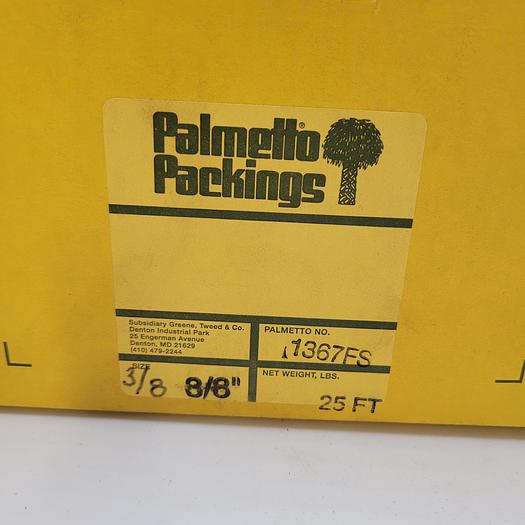 Palmetto®
Packings
Subsidiary Greene, Tweed & Co.
Denton Industrial Park
25 Engerman Avenue
Denton, MD 21629
(410) 479-2244
PALMETTO NO.
1367FS
SIZE
3/8 3/8"
NET WEIGHT, LBS.
25 FT